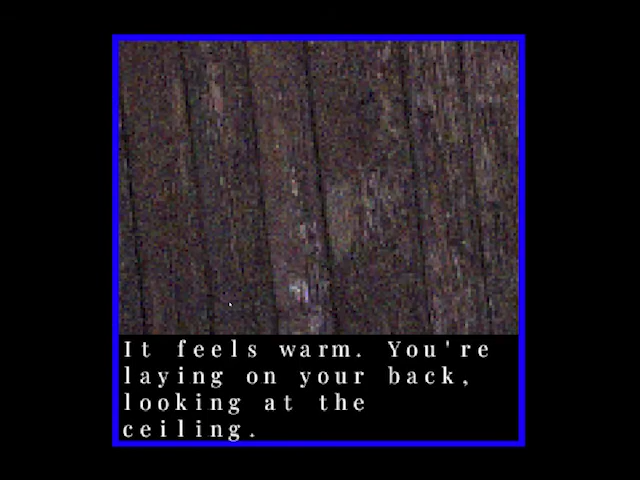 It feels warm. You're
laying on your back,
looking at the
ceiling.